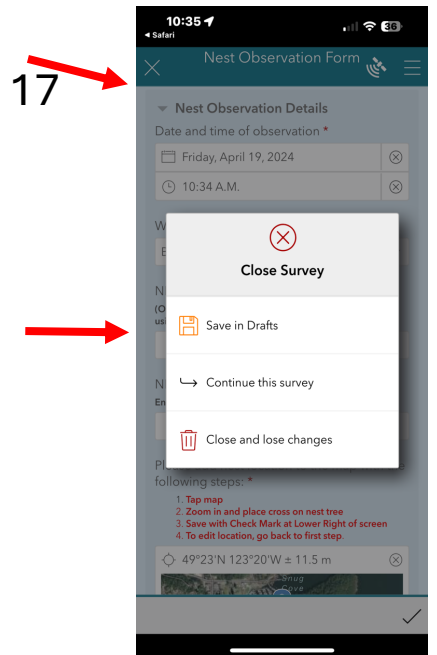 17
10:35
Safari
36
Nest Observation Form
Nest Observation Details
Date and time of observation *
Friday, April 19, 2024
10:34 A.M.
Close Survey
Save in Drafts
Continue this survey
Close and lose changes
following steps: *
1. Tap map
2. Zoom in and place cross on nest tree
3. Save with Check Mark at Lower Right of screen
4. To edit location, go back to first step.
49°23'N 123°20'W ± 11.5 m
Snug
Cove